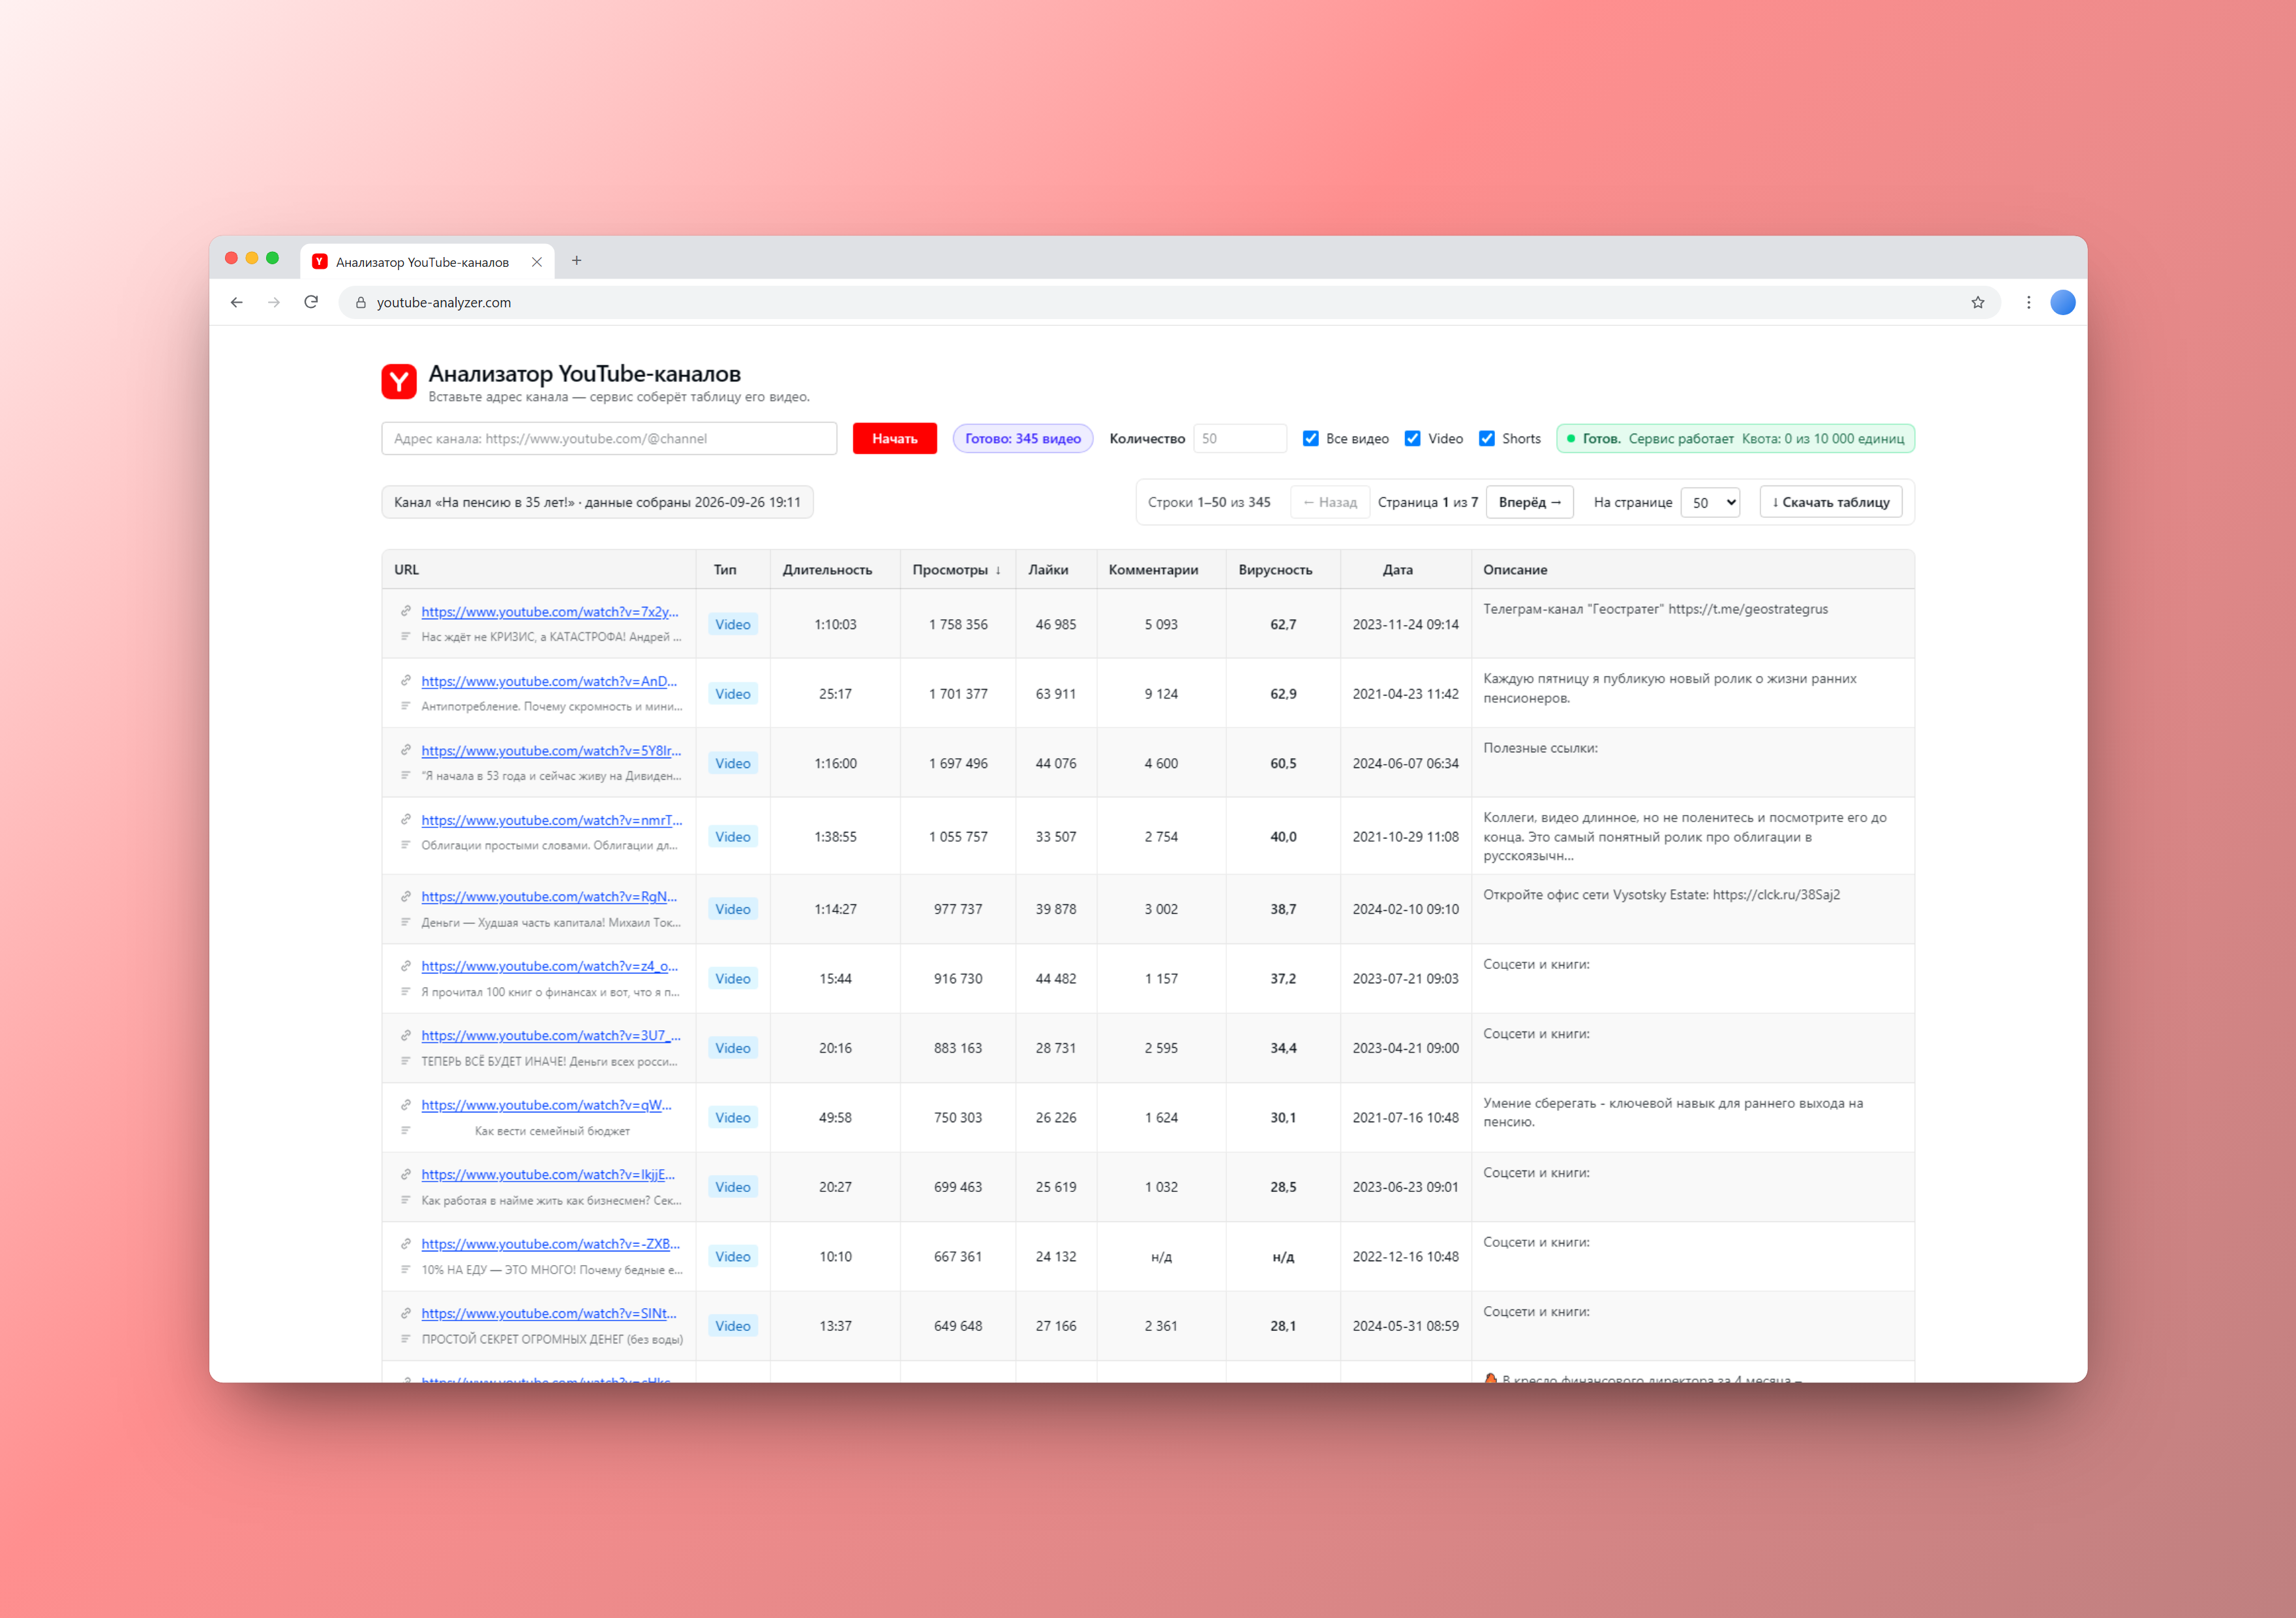 Анализатор YouTube-каналов
youtube-analyzer.com
Y Анализатор YouTube-каналов
Вставьте адрес канала — сервис соберёт таблицу его видео.
Адрес канала: https://www.youtube.com/@channel Начать Готово: 345 видео Количество 50 Все видео Video Shorts Готов. Сервис работает Квота: 0 из 10 000 единиц
Канал «На пенсию в 35 лет!» · данные собраны 2026-09-26 19:11 Строки 1–50 из 345 ← Назад Страница 1 из 7 Вперёд → На странице 50 ↓ Скачать таблицу
URL Тип Длительность Просмотры ↓ Лайки Комментарии Вирусность Дата Описание
https://www.youtube.com/watch?v=7x2y... Video 1:10:03 1 758 356 46 985 5 093 62,7 2023-11-24 09:14 Телеграм-канал "Геостратег" https://t.me/geostrategrus
Нас ждёт не КРИЗИС, а КАТАСТРОФА! Андрей ...
https://www.youtube.com/watch?v=AnD... Video 25:17 1 701 377 63 911 9 124 62,9 2021-04-23 11:42 Каждую пятницу я публикую новый ролик о жизни ранних
Антипотребление. Почему скромность и мини... пенсионеров.
https://www.youtube.com/watch?v=5Y8Ir... Video 1:16:00 1 697 496 44 076 4 600 60,5 2024-06-07 06:34 Полезные ссылки:
"Я начала в 53 года и сейчас живу на Дивиден...
https://www.youtube.com/watch?v=nmrT... Video 1:38:55 1 055 757 33 507 2 754 40,0 2021-10-29 11:08 Коллеги, видео длинное, но не поленитесь и посмотрите его до
Облигации простыми словами. Облигации дл... конца. Это самый понятный ролик про облигации в
русскоязычн...
https://www.youtube.com/watch?v=RgN... Video 1:14:27 977 737 39 878 3 002 38,7 2024-02-10 09:10 Откройте офис сети Vysotsky Estate: https://clck.ru/38Saj2
Деньги — Худшая часть капитала! Михаил Ток...
https://www.youtube.com/watch?v=z4_o... Video 15:44 916 730 44 482 1 157 37,2 2023-07-21 09:03 Соцсети и книги:
Я прочитал 100 книг о финансах и вот, что я п...
https://www.youtube.com/watch?v=3U7_... Video 20:16 883 163 28 731 2 595 34,4 2023-04-21 09:00 Соцсети и книги:
ТЕПЕРЬ ВСЁ БУДЕТ ИНАЧЕ! Деньги всех росси...
https://www.youtube.com/watch?v=qW... Video 49:58 750 303 26 226 1 624 30,1 2021-07-16 10:48 Умение сберегать - ключевой навык для раннего выхода на
Как вести семейный бюджет пенсию.
https://www.youtube.com/watch?v=IkjjE... Video 20:27 699 463 25 619 1 032 28,5 2023-06-23 09:01 Соцсети и книги:
Как работая в найме жить как бизнесмен? Сек...
https://www.youtube.com/watch?v=-ZXB... Video 10:10 667 361 24 132 н/д н/д 2022-12-16 10:48 Соцсети и книги:
10% НА ЕДУ — ЭТО МНОГО! Почему бедные е...
https://www.youtube.com/watch?v=SINt... Video 13:37 649 648 27 166 2 361 28,1 2024-05-31 08:59 Соцсети и книги:
ПРОСТОЙ СЕКРЕТ ОГРОМНЫХ ДЕНЕГ (без воды)
В кресло финансового директора за 4 месяца –